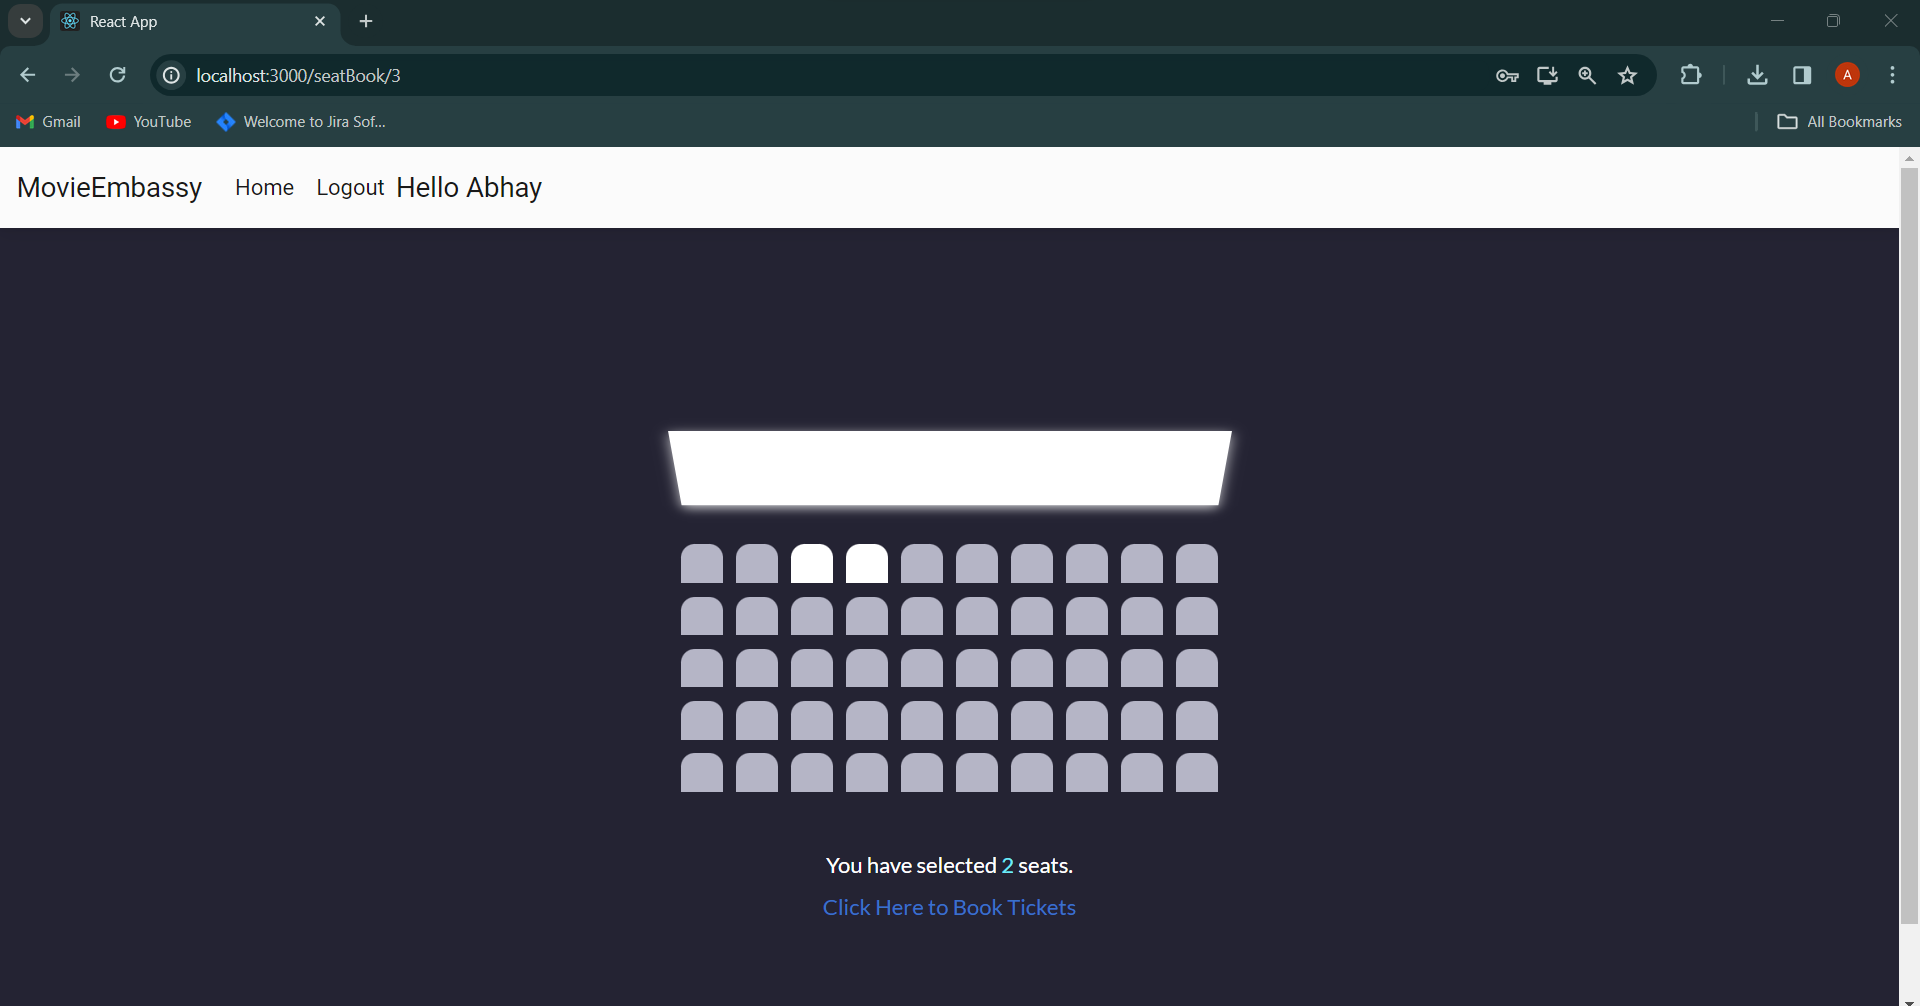 React App
localhost:3000/seatBook/3
A
Gmail YouTube Welcome to Jira Sof... All Bookmarks
MovieEmbassy Home Logout Hello Abhay
You have selected 2 seats.
Click Here to Book Tickets